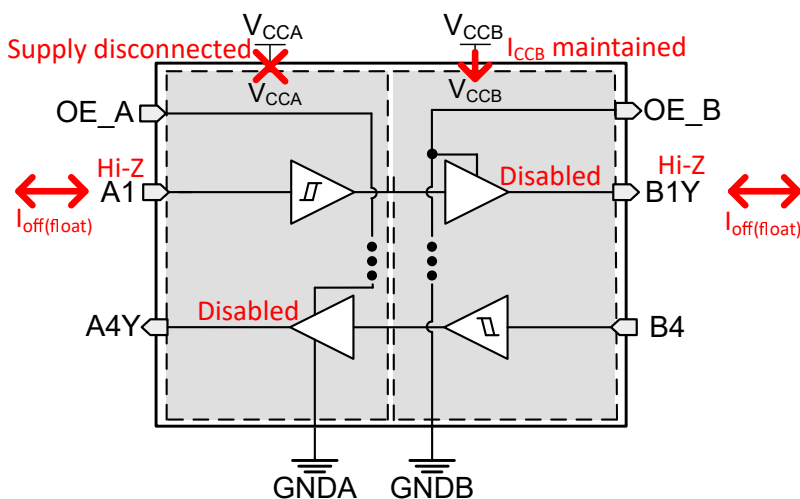 V_CCA
V_CCB
Supply disconnected
I_CCB maintained
V_CCA
V_CCB
OE_A
OE_B
Hi-Z
Hi-Z
A1
Disabled
B1Y
I_off(float)
I_off(float)
Disabled
A4Y
B4
GNDA
GNDB